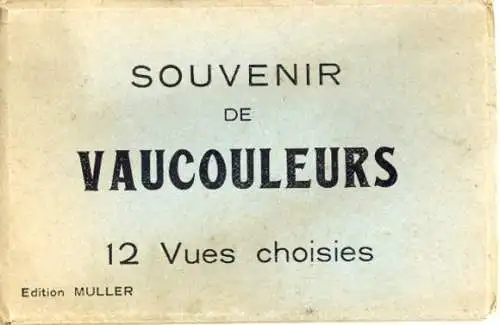 SOUVENIR
DE
VAUCOULEURS
12 Vues choisies
Edition MULLER